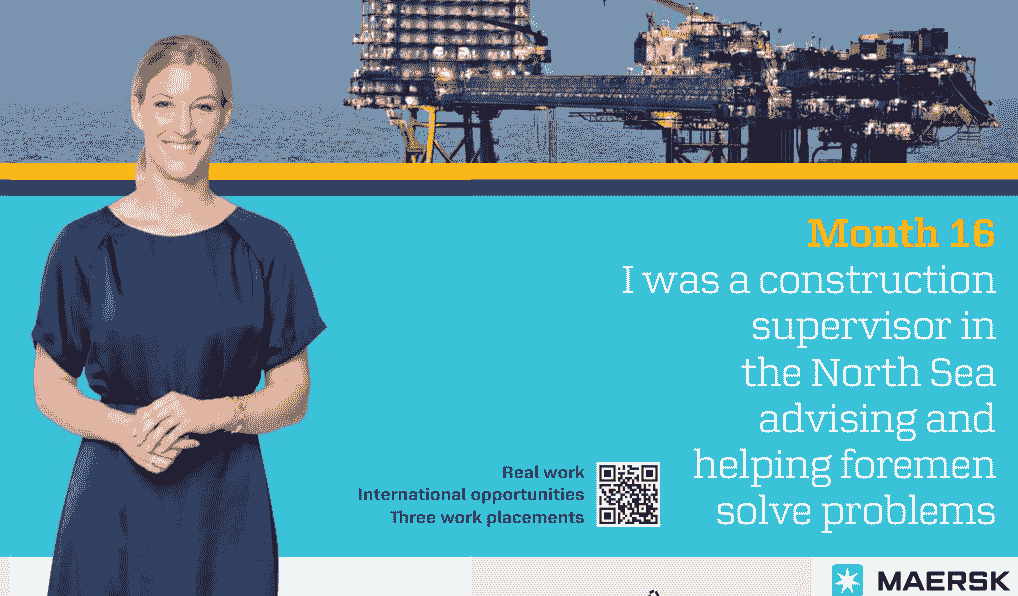 Month 16
I was a construction
supervisor in
the North Sea
advising and
helping foremen
solve problems
Real work
International opportunities
Three work placements
MAERSK